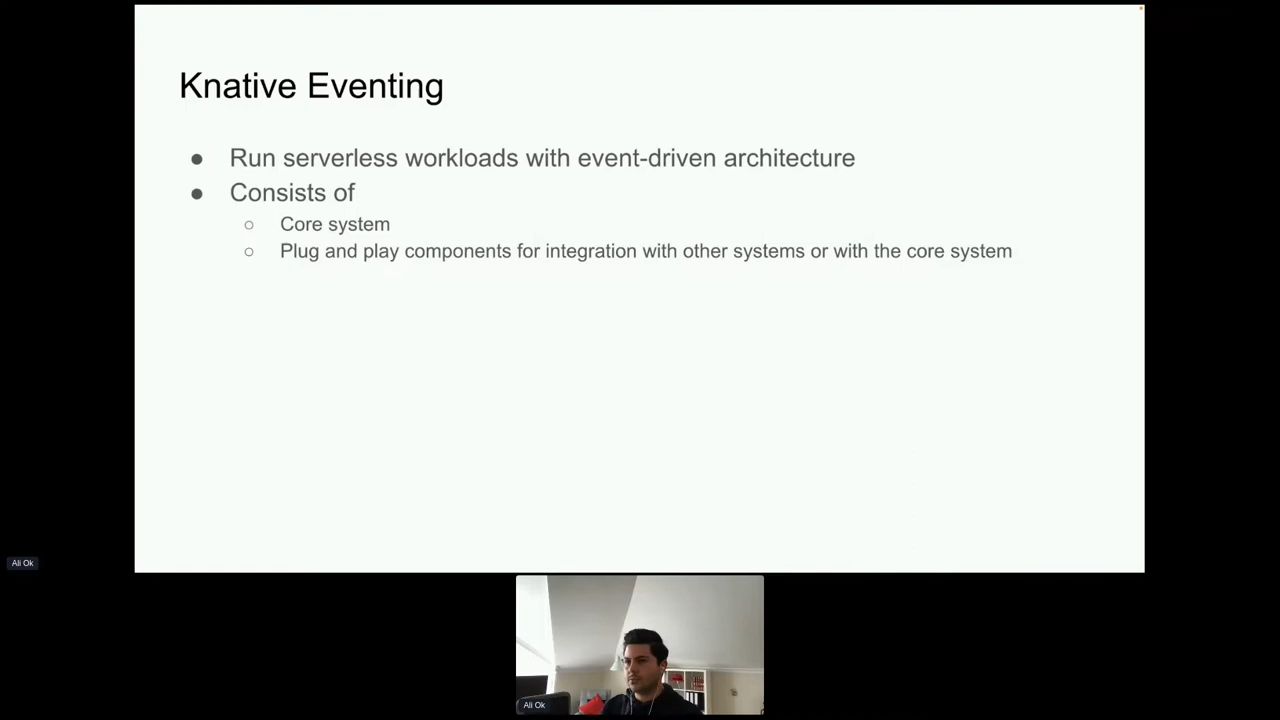 Knative Eventing
● Run serverless workloads with event-driven architecture
● Consists of
○ Core system
○ Plug and play components for integration with other systems or with the core system
Ali Ok
Ali Ok